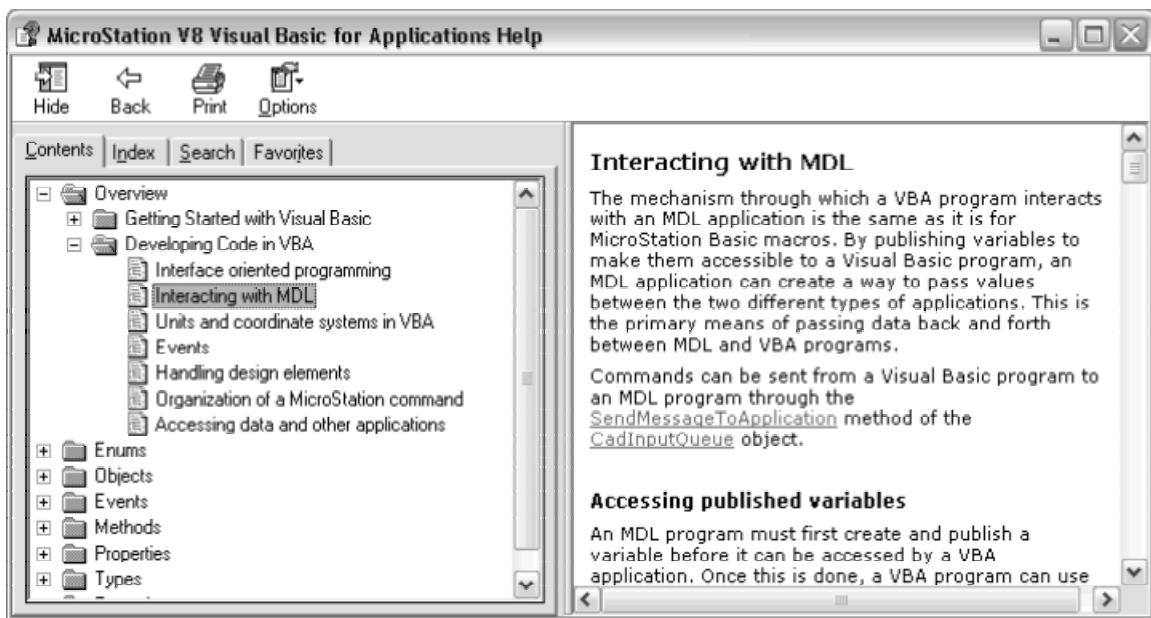 MicroStation V8 Visual Basic for Applications Help
Hide Back Print Options
Contents Index Search Favorites
Overview
Getting Started with Visual Basic
Developing Code in VBA
Interface oriented programming
Interacting with MDL
Units and coordinate systems in VBA
Events
Handling design elements
Organization of a MicroStation command
Accessing data and other applications
Enums
Objects
Events
Methods
Properties
Types
Interacting with MDL
The mechanism through which a VBA program interacts
with an MDL application is the same as it is for
MicroStation Basic macros. By publishing variables to
make them accessible to a Visual Basic program, an
MDL application can create a way to pass values
between the two different types of applications. This is
the primary means of passing data back and forth
between MDL and VBA programs.
Commands can be sent from a Visual Basic program to
an MDL program through the
SendMessageToApplication method of the
CadInputQueue object.
Accessing published variables
An MDL program must first create and publish a
variable before it can be accessed by a VBA
application. Once this is done, a VBA program can use